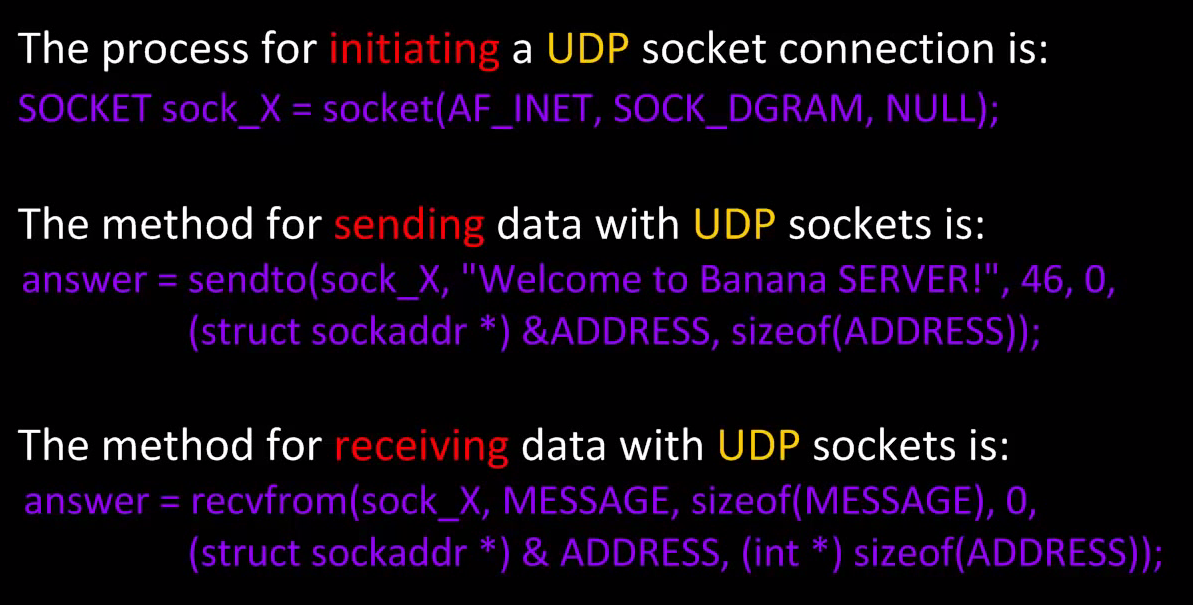 The process for initiating a UDP socket connection is:
SOCKET sock_X = socket(AF_INET, SOCK_DGRAM, NULL);
The method for sending data with UDP sockets is:
answer = sendto(sock_X, "Welcome to Banana SERVER!", 46, 0,
(struct sockaddr *) &ADDRESS, sizeof(ADDRESS));
The method for receiving data with UDP sockets is:
answer = recvfrom(sock_X, MESSAGE, sizeof(MESSAGE), 0,
(struct sockaddr *) & ADDRESS, (int *) sizeof(ADDRESS));